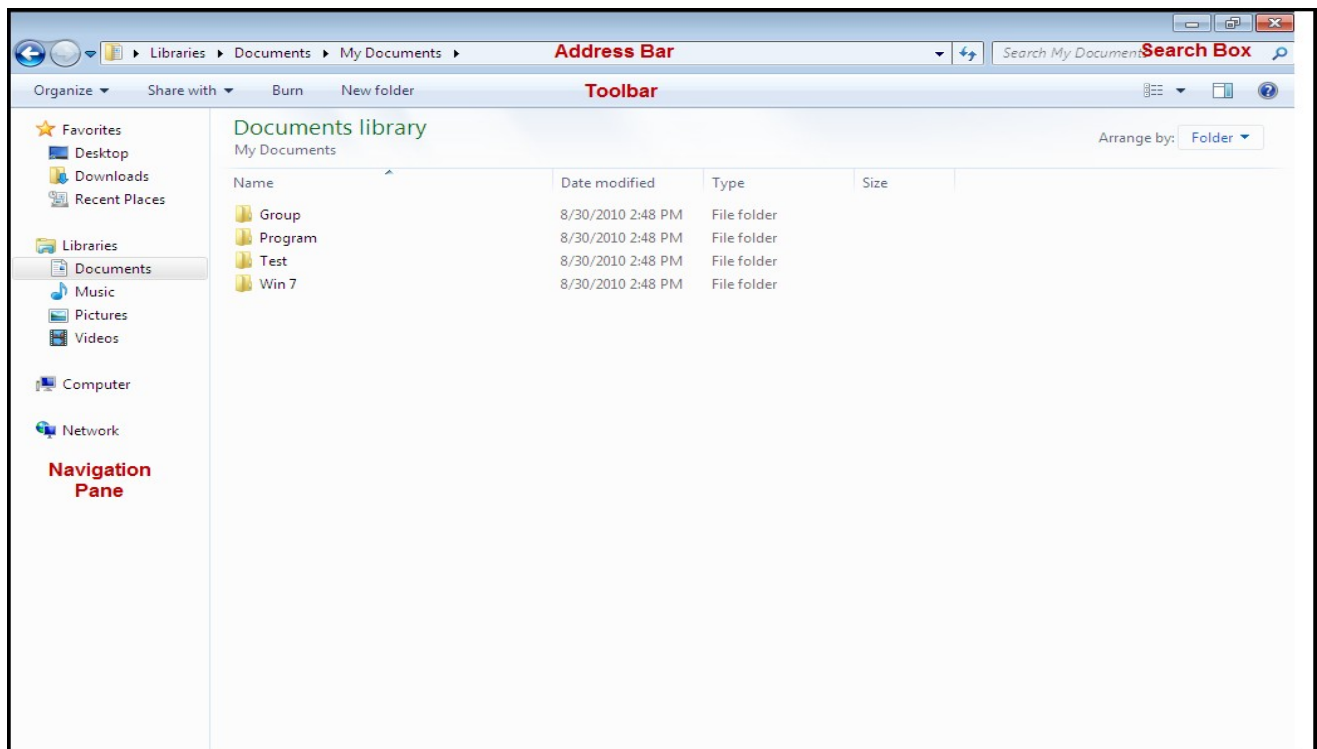 Libraries Documents My Documents Address Bar Search My Document Search Box
Organize Share with Burn New folder Toolbar
Favorites
Desktop
Downloads
Recent Places
Libraries
Documents
Music
Pictures
Videos
Computer
Network
Navigation
Pane
Documents library
My Documents
Arrange by: Folder
Name Date modified Type Size
Group 8/30/2010 2:48 PM File folder
Program 8/30/2010 2:48 PM File folder
Test 8/30/2010 2:48 PM File folder
Win 7 8/30/2010 2:48 PM File folder